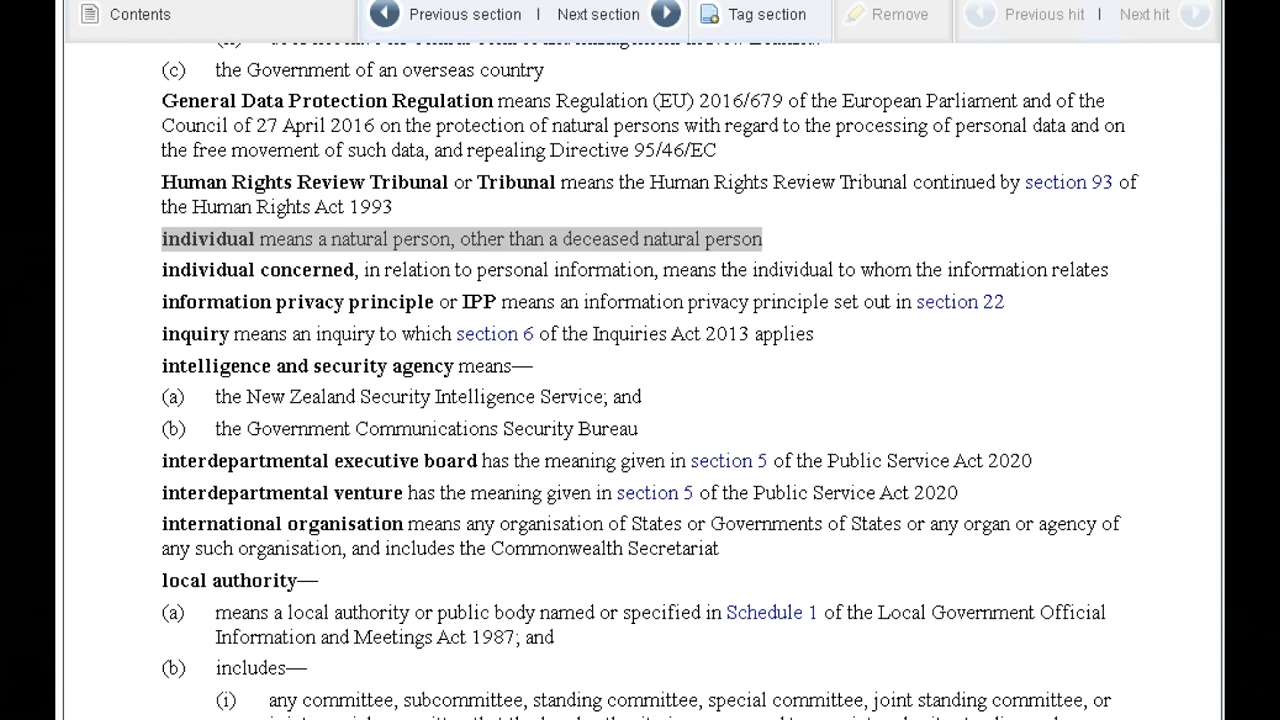 Contents
Previous section | Next section
Tag section
Remove
Previous hit | Next hit
(c) the Government of an overseas country
General Data Protection Regulation means Regulation (EU) 2016/679 of the European Parliament and of the
Council of 27 April 2016 on the protection of natural persons with regard to the processing of personal data and on
the free movement of such data, and repealing Directive 95/46/EC
Human Rights Review Tribunal or Tribunal means the Human Rights Review Tribunal continued by section 93 of
the Human Rights Act 1993
individual means a natural person, other than a deceased natural person
individual concerned, in relation to personal information, means the individual to whom the information relates
information privacy principle or IPP means an information privacy principle set out in section 22
inquiry means an inquiry to which section 6 of the Inquiries Act 2013 applies
intelligence and security agency means—
(a) the New Zealand Security Intelligence Service; and
(b) the Government Communications Security Bureau
interdepartmental executive board has the meaning given in section 5 of the Public Service Act 2020
interdepartmental venture has the meaning given in section 5 of the Public Service Act 2020
international organisation means any organisation of States or Governments of States or any organ or agency of
any such organisation, and includes the Commonwealth Secretariat
local authority—
(a) means a local authority or public body named or specified in Schedule 1 of the Local Government Official
Information and Meetings Act 1987; and
(b) includes—
(i) any committee, subcommittee, standing committee, special committee, joint standing committee, or